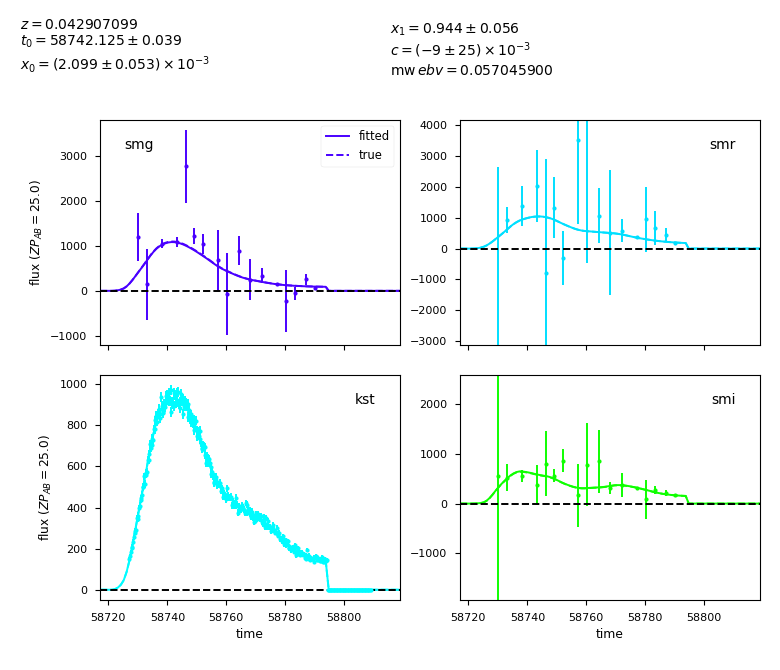 z = 0.042907099
t₀ = 58742.125 ± 0.039
x₀ = (2.099 ± 0.053) × 10⁻³
x₁ = 0.944 ± 0.056
c = (−9 ± 25) × 10⁻³
mw ebv = 0.057045900
smg
fitted
true
3000
2000
1000
0
−1000
flux (ZP_AB = 25.0)
smr
4000
3000
2000
1000
0
−1000
−2000
−3000
kst
1000
800
600
400
200
0
flux (ZP_AB = 25.0)
58720 58740 58760 58780 58800
time
smi
2000
1000
0
−1000
58720 58740 58760 58780 58800
time